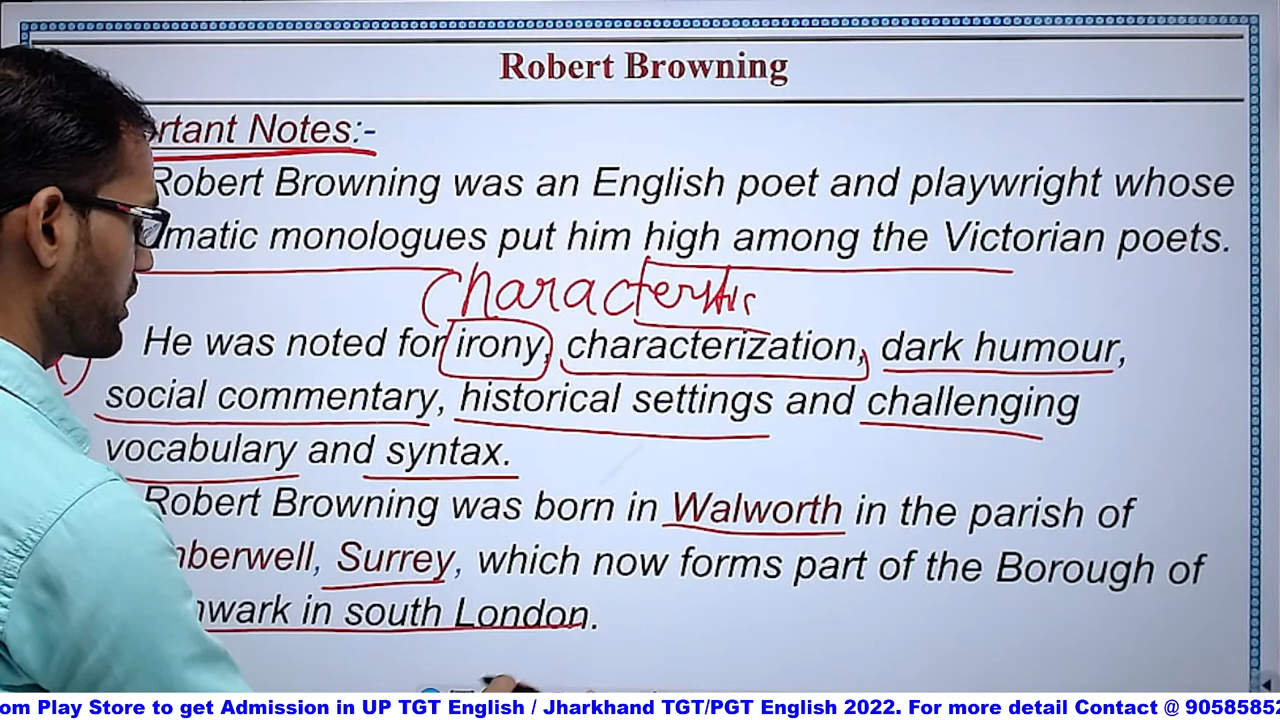 Robert Browning
rtant Notes:-
Robert Browning was an English poet and playwright whose
matic monologues put him high among the Victorian poets.
Characteristic
He was noted for irony, characterization, dark humour,
social commentary, historical settings and challenging
vocabulary and syntax.
Robert Browning was born in Walworth in the parish of
mberwell, Surrey, which now forms part of the Borough of
hwark in south London.
om Play Store to get Admission in UP TGT English / Jharkhand TGT/PGT English 2022. For more detail Contact @ 90585852